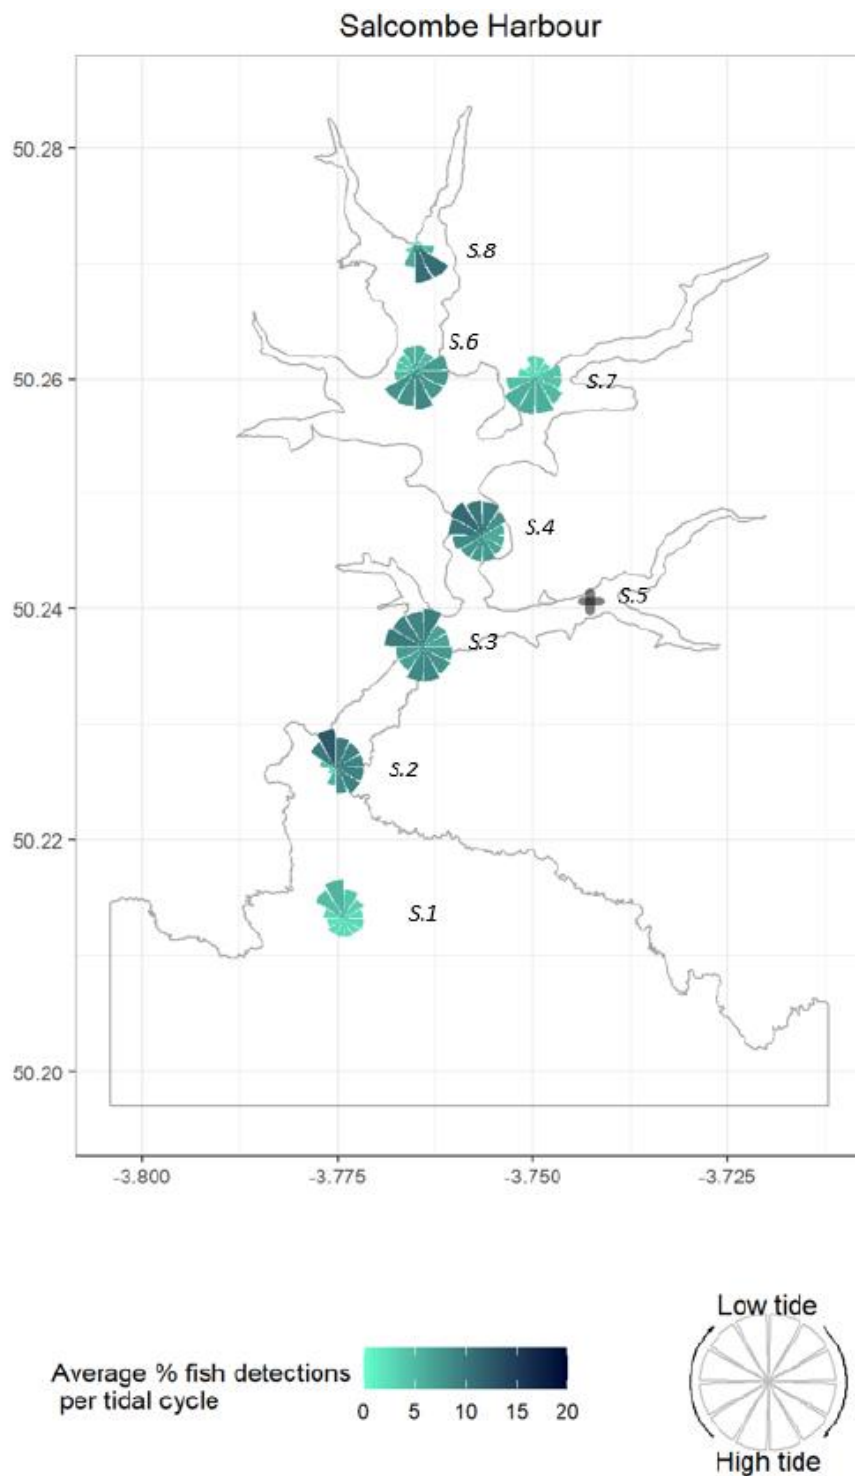 Salcombe Harbour
50.28
S.8
S.6
50.26
S.7
S.4
S.5
50.24
S.3
S.2
50.22
S.1
50.20
-3.800 -3.775 -3.750 -3.725
Low tide
Average % fish detections
per tidal cycle
0 5 10 15 20
High tide